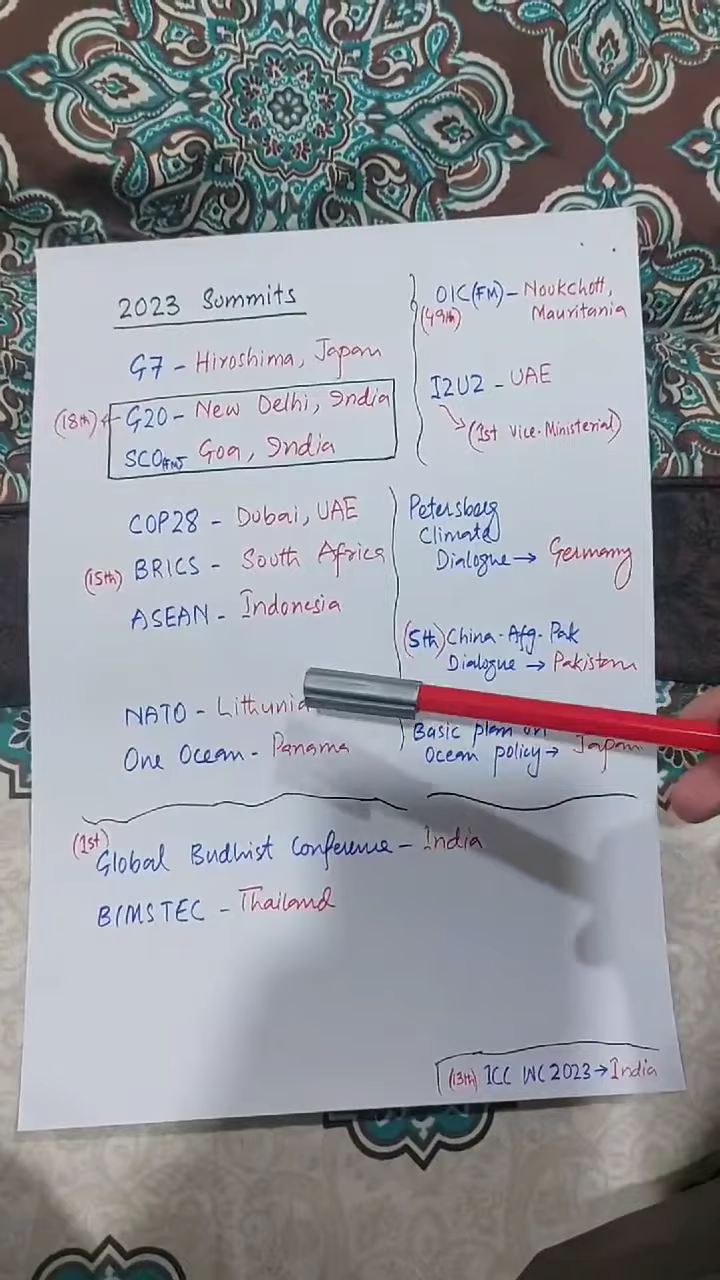 2023 Summits
G7 - Hiroshima, Japan
(18th) ← G20 - New Delhi, India
SCO(FM) Goa, India
COP28 - Dubai, UAE
(15th) BRICS - South Africa
ASEAN - Indonesia
NATO - Lithunia
One Ocean - Panama
OIC(FM) - Noukchott,
(49th) Mauritania
I2U2 - UAE
(1st Vice-Ministerial)
Petersberg
Climate
Dialogue → Germany
(5th) China-Afg-Pak
Dialogue → Pakistan
Basic plan on
Ocean policy → Japan
(1st) Global Budhist Conference - India
BIMSTEC - Thailand
(13th) ICC WC2023 → India